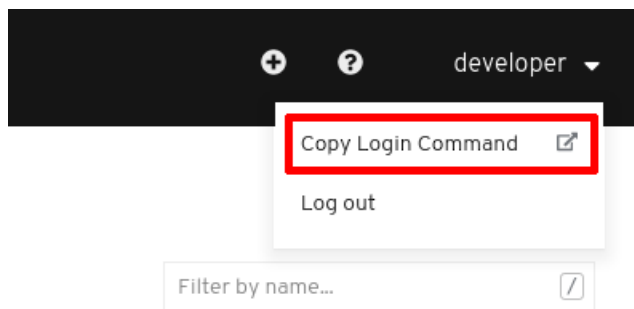 developer
Copy Login Command
Log out
Filter by name...
/